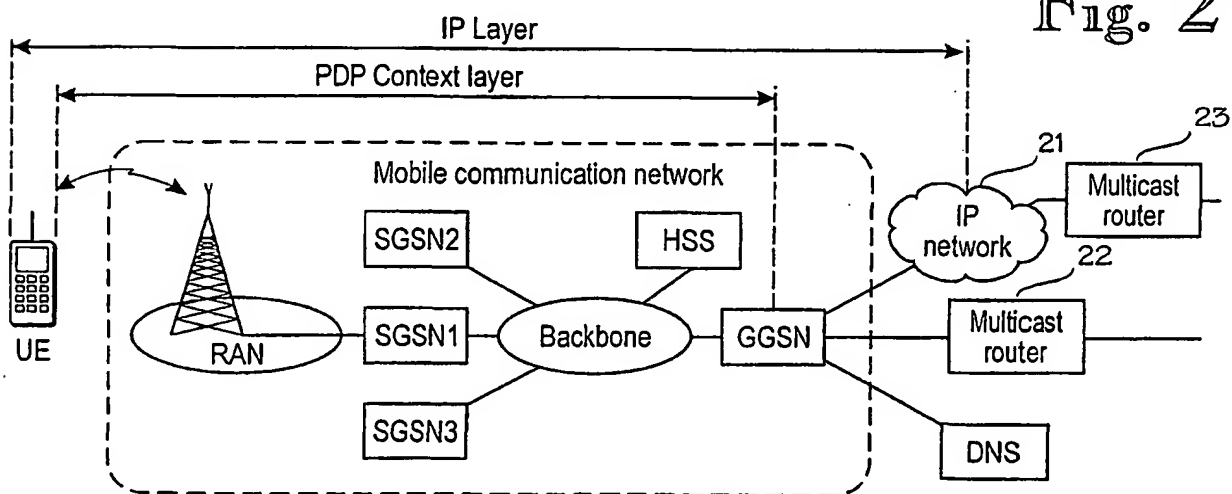 Fig. 2
IP Layer
PDP Context layer
23
21
Mobile communication network
Multicast
router
IP
network
SGSN2
HSS
22
UE
RAN
SGSN1
Backbone
GGSN
Multicast
router
SGSN3
DNS